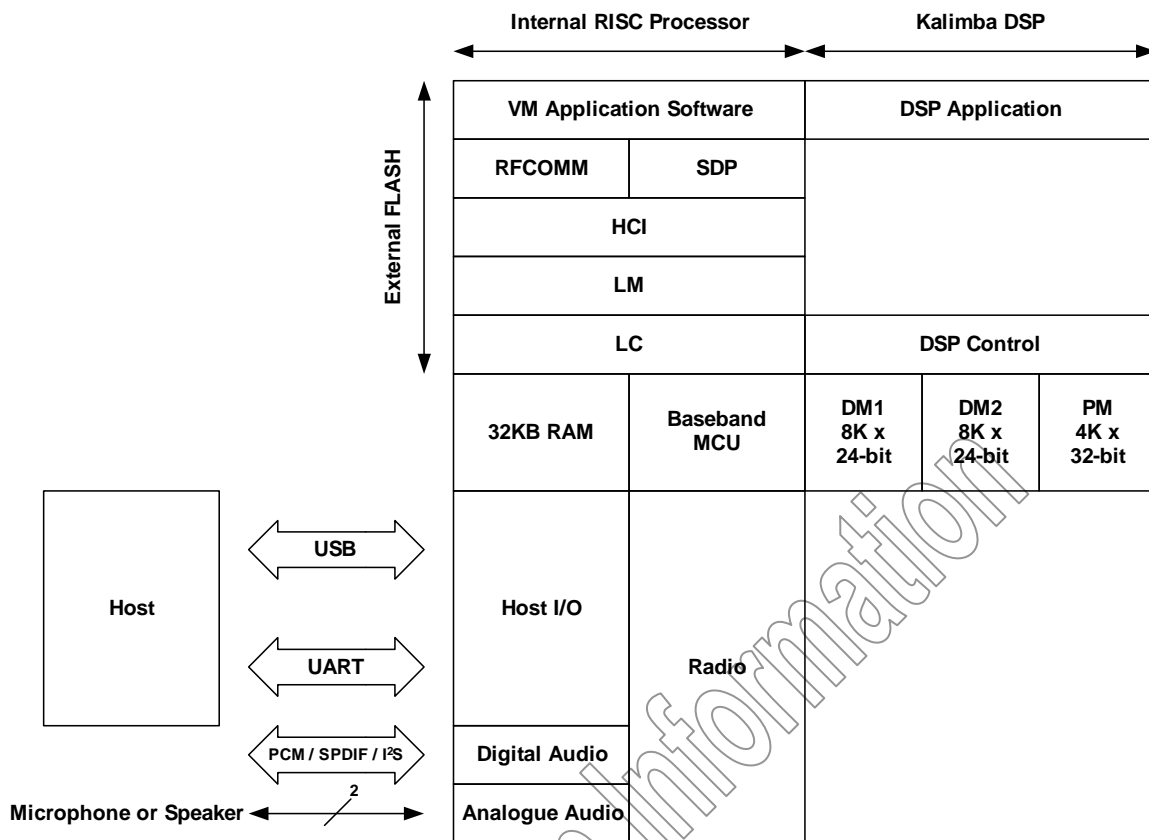 Internal RISC Processor
Kalimba DSP
External FLASH
VM Application Software
DSP Application
RFCOMM
SDP
HCI
LM
LC
DSP Control
32KB RAM
Baseband
MCU
DM1
8K x
24-bit
DM2
8K x
24-bit
PM
4K x
32-bit
Host
USB
UART
Host I/O
Radio
PCM / SPDIF / I²S
Digital Audio
2
Microphone or Speaker
Analogue Audio
Information